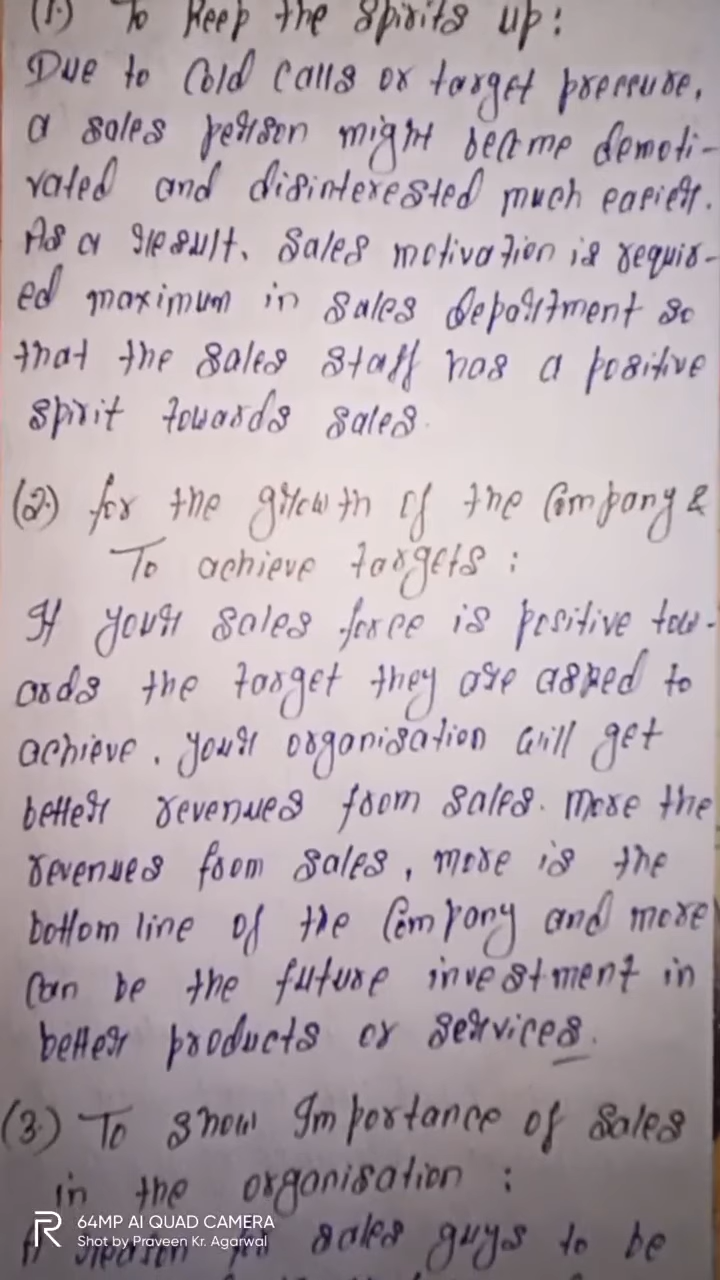 (1.) To Keep the spirits up :
Due to Cold Calls or target pressure,
a sales person might become demoti-
vated and disinterested much easier.
As a result, sales motivation is requir-
ed maximum in sales department so
that the sales staff has a positive
spirit towards sales.
(2.) for the growth of the Company &
To achieve targets :
If your sales force is positive tow-
ards the target they are asked to
achieve, your organisation will get
better revenues from sales. More the
revenues from sales, more is the
bottom line of the Company and more
Can be the future investment in
better products or services.
(3.) To show Importance of sales
in the organisation :
A reason for sales guys to be
64MP AI QUAD CAMERA
Shot by Praveen Kr. Agarwal